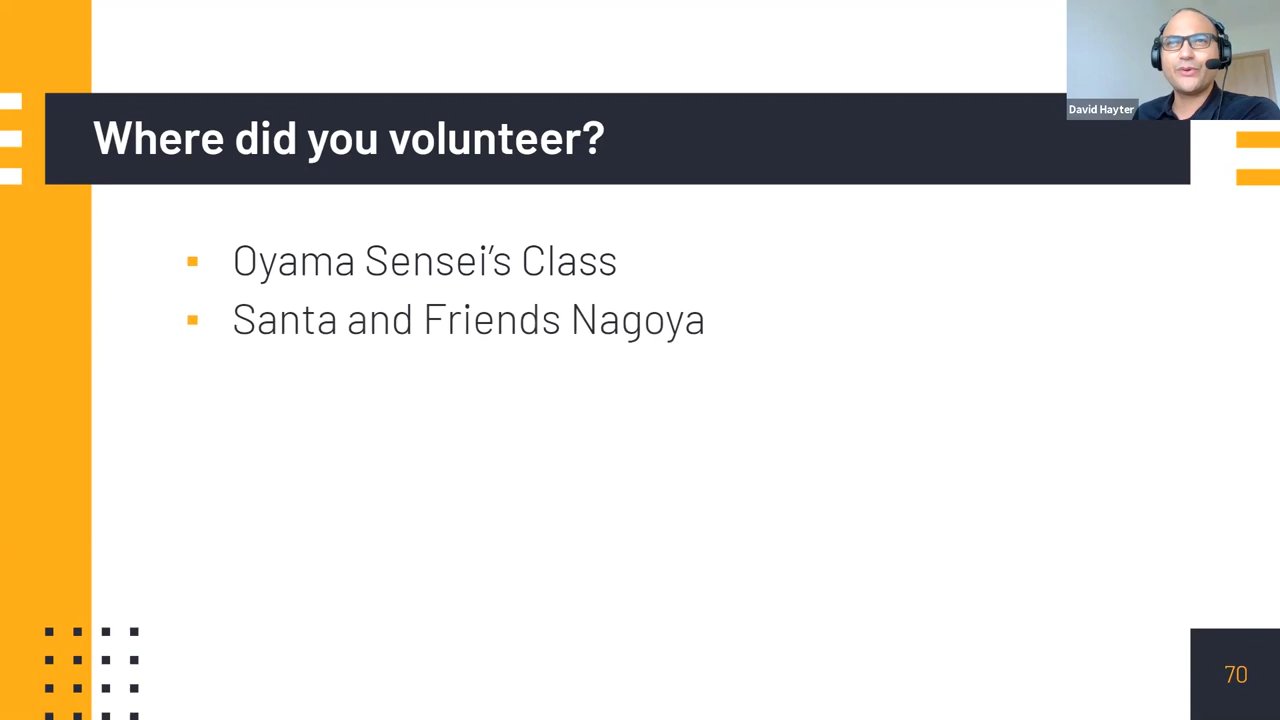 David Hayter
Where did you volunteer?
Oyama Sensei’s Class
Santa and Friends Nagoya
70